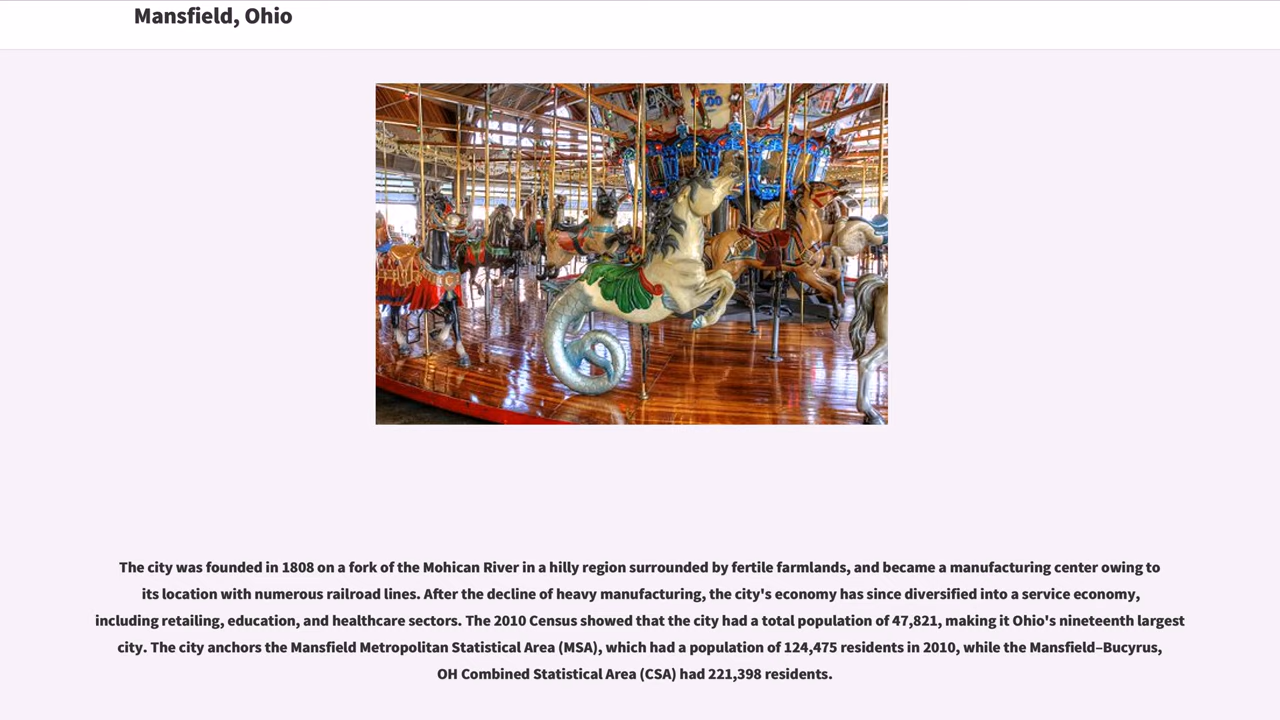 Mansfield, Ohio
The city was founded in 1808 on a fork of the Mohican River in a hilly region surrounded by fertile farmlands, and became a manufacturing center owing to
its location with numerous railroad lines. After the decline of heavy manufacturing, the city's economy has since diversified into a service economy,
including retailing, education, and healthcare sectors. The 2010 Census showed that the city had a total population of 47,821, making it Ohio's nineteenth largest
city. The city anchors the Mansfield Metropolitan Statistical Area (MSA), which had a population of 124,475 residents in 2010, while the Mansfield–Bucyrus,
OH Combined Statistical Area (CSA) had 221,398 residents.